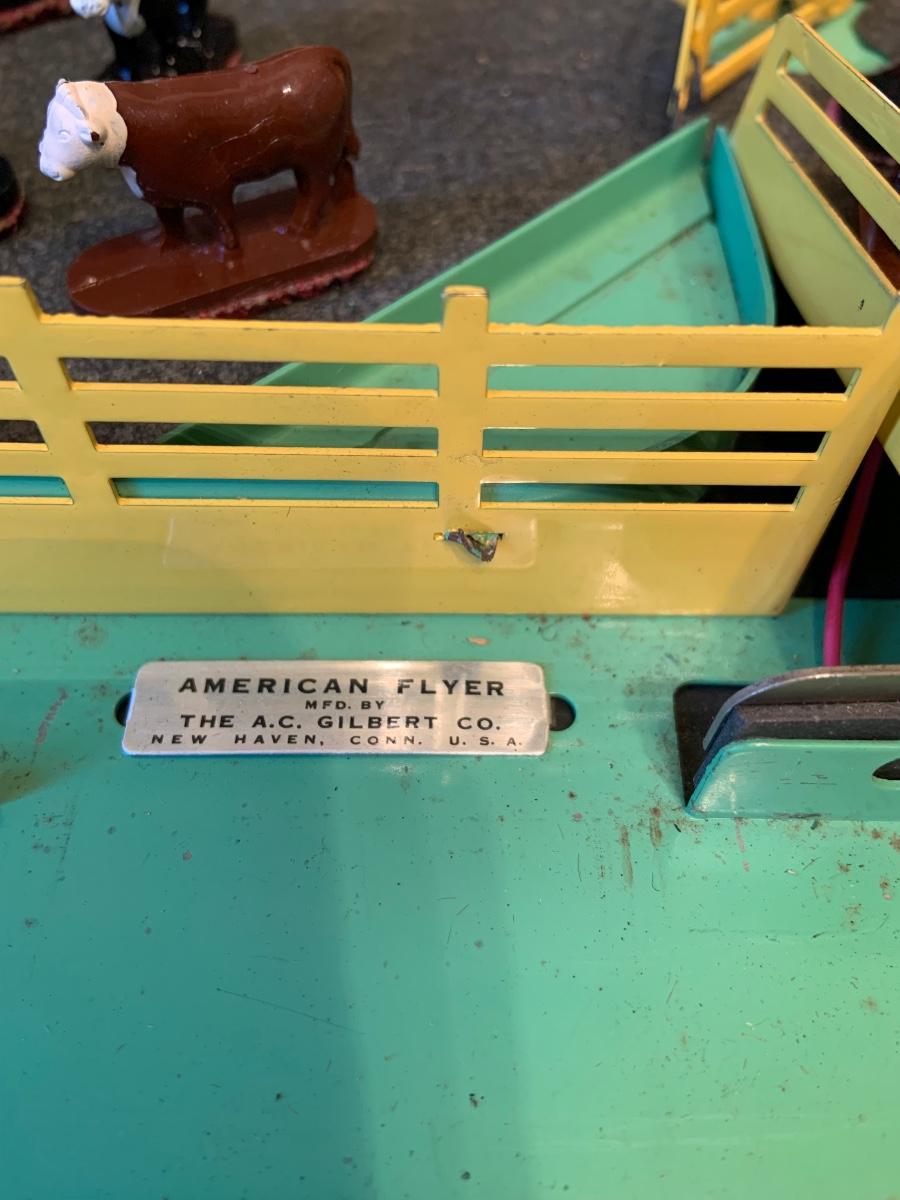 AMERICAN FLYER
MFD. BY
THE A.C. GILBERT CO.
NEW HAVEN, CONN. U. S. A.